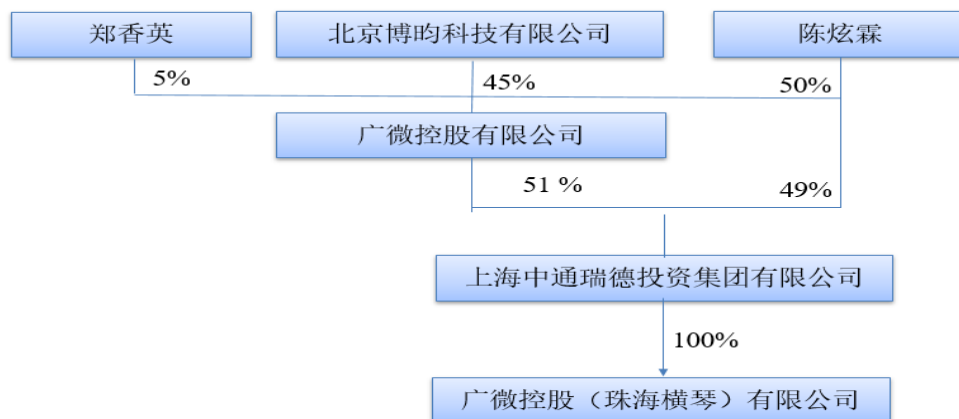 郑香英
北京博昀科技有限公司
陈炫霖
5%
45%
50%
广微控股有限公司
51 %
49%
上海中通瑞德投资集团有限公司
100%
广微控股（珠海横琴）有限公司